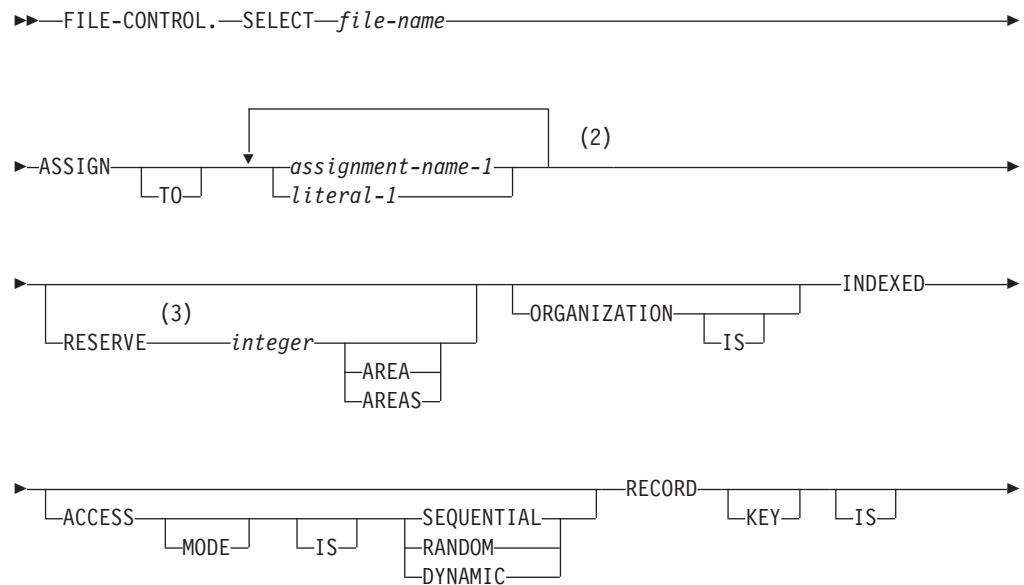 FILE-CONTROL. SELECT file-name
(2)
ASSIGN TO assignment-name-1
literal-1
INDEXED
(3) ORGANIZATION IS
RESERVE integer
AREA
AREAS
RECORD
ACCESS MODE IS SEQUENTIAL KEY IS
RANDOM
DYNAMIC